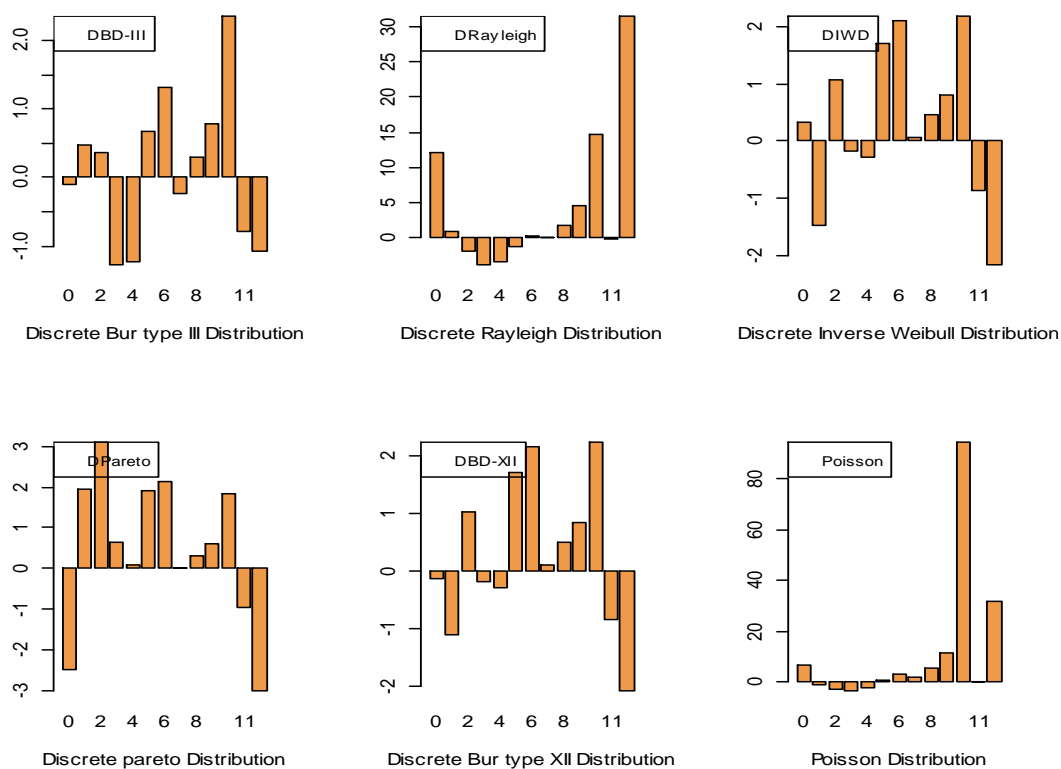 DBD-III
2.0
1.0
0.0
-1.0
0 2 4 6 8 11
Discrete Bur type III Distribution
DRayleigh
30
25
20
15
10
5
0
0 2 4 6 8 11
Discrete Rayleigh Distribution
DIWD
2
1
0
-1
-2
0 2 4 6 8 11
Discrete Inverse Weibull Distribution
DPareto
3
2
1
0
-1
-2
-3
0 2 4 6 8 11
Discrete pareto Distribution
DBD-XII
2
1
0
-1
-2
0 2 4 6 8 11
Discrete Bur type XII Distribution
Poisson
80
60
40
20
0
0 2 4 6 8 11
Poisson Distribution